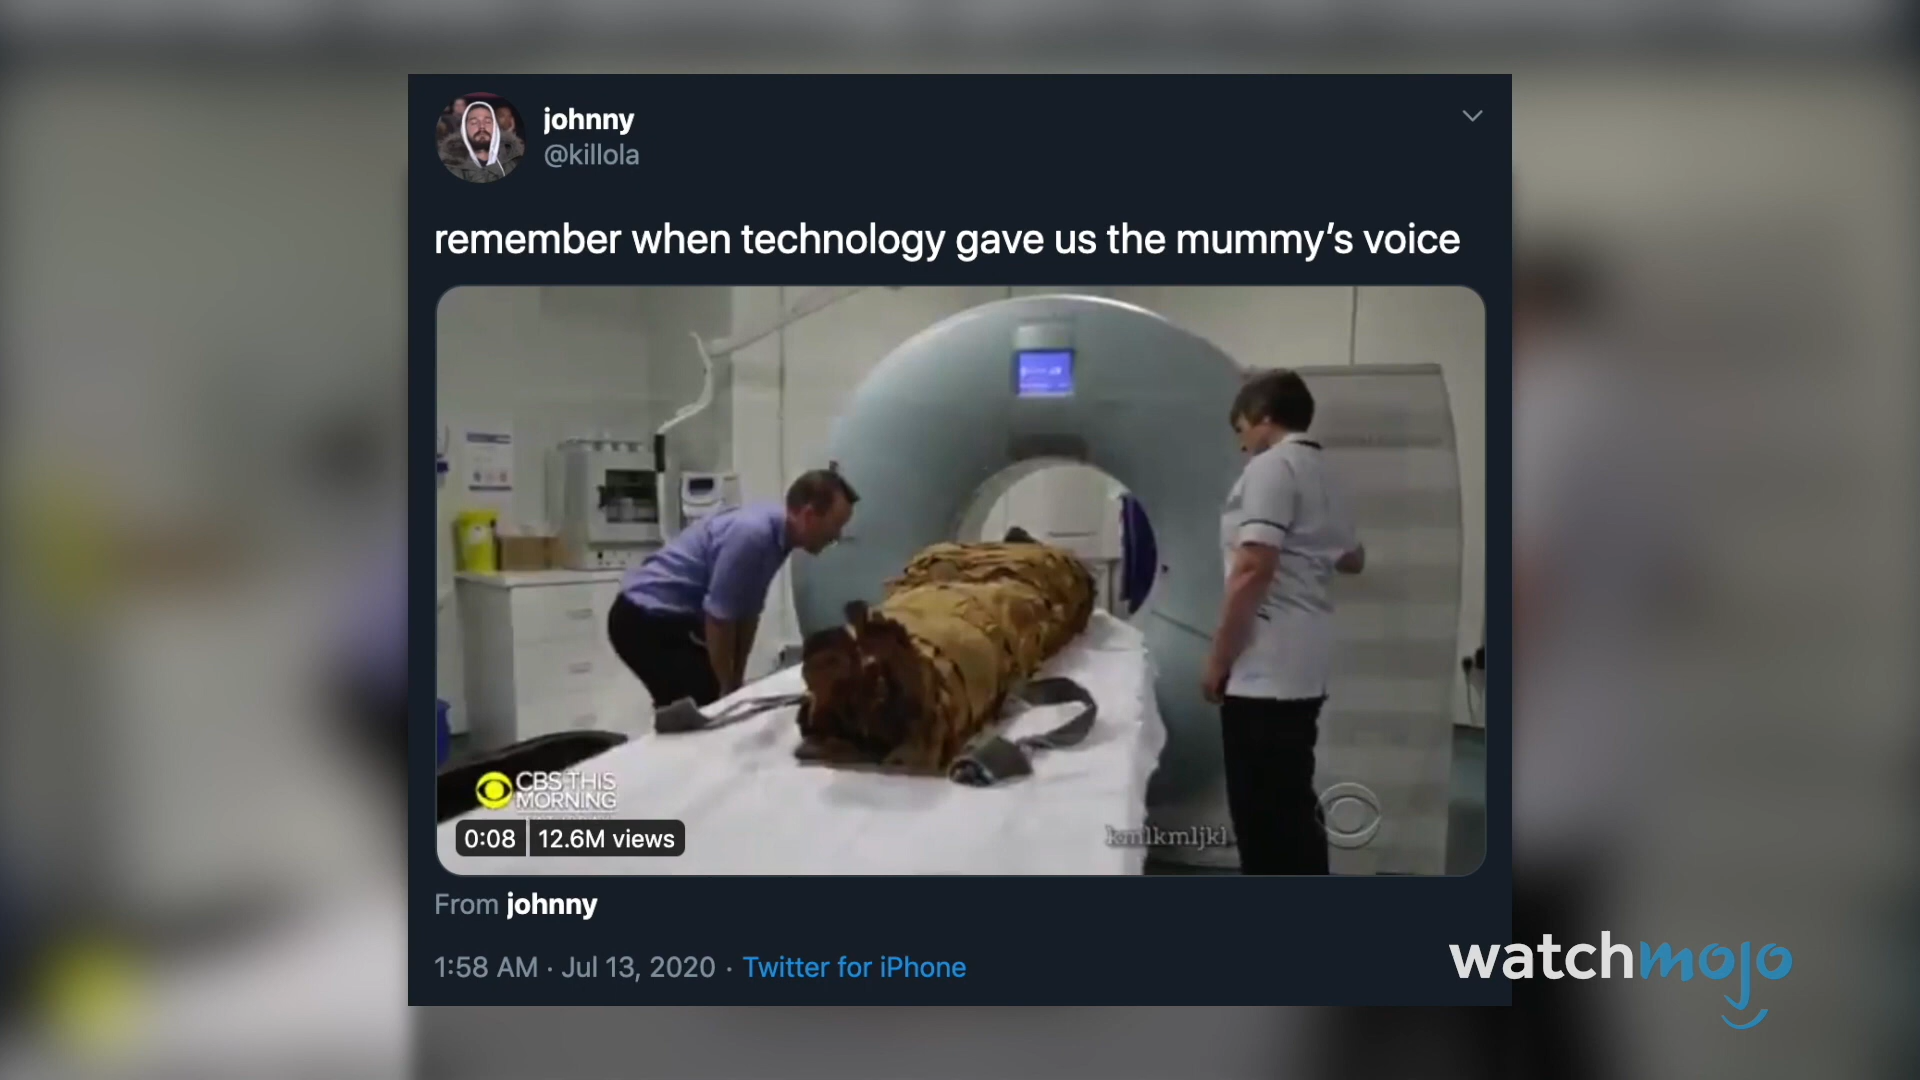 johnny
@killola
remember when technology gave us the mummy’s voice
CBS THIS
MORNING
0:08 12.6M views
kmlkmljkl
From johnny
1:58 AM · Jul 13, 2020 · Twitter for iPhone
watchmojo